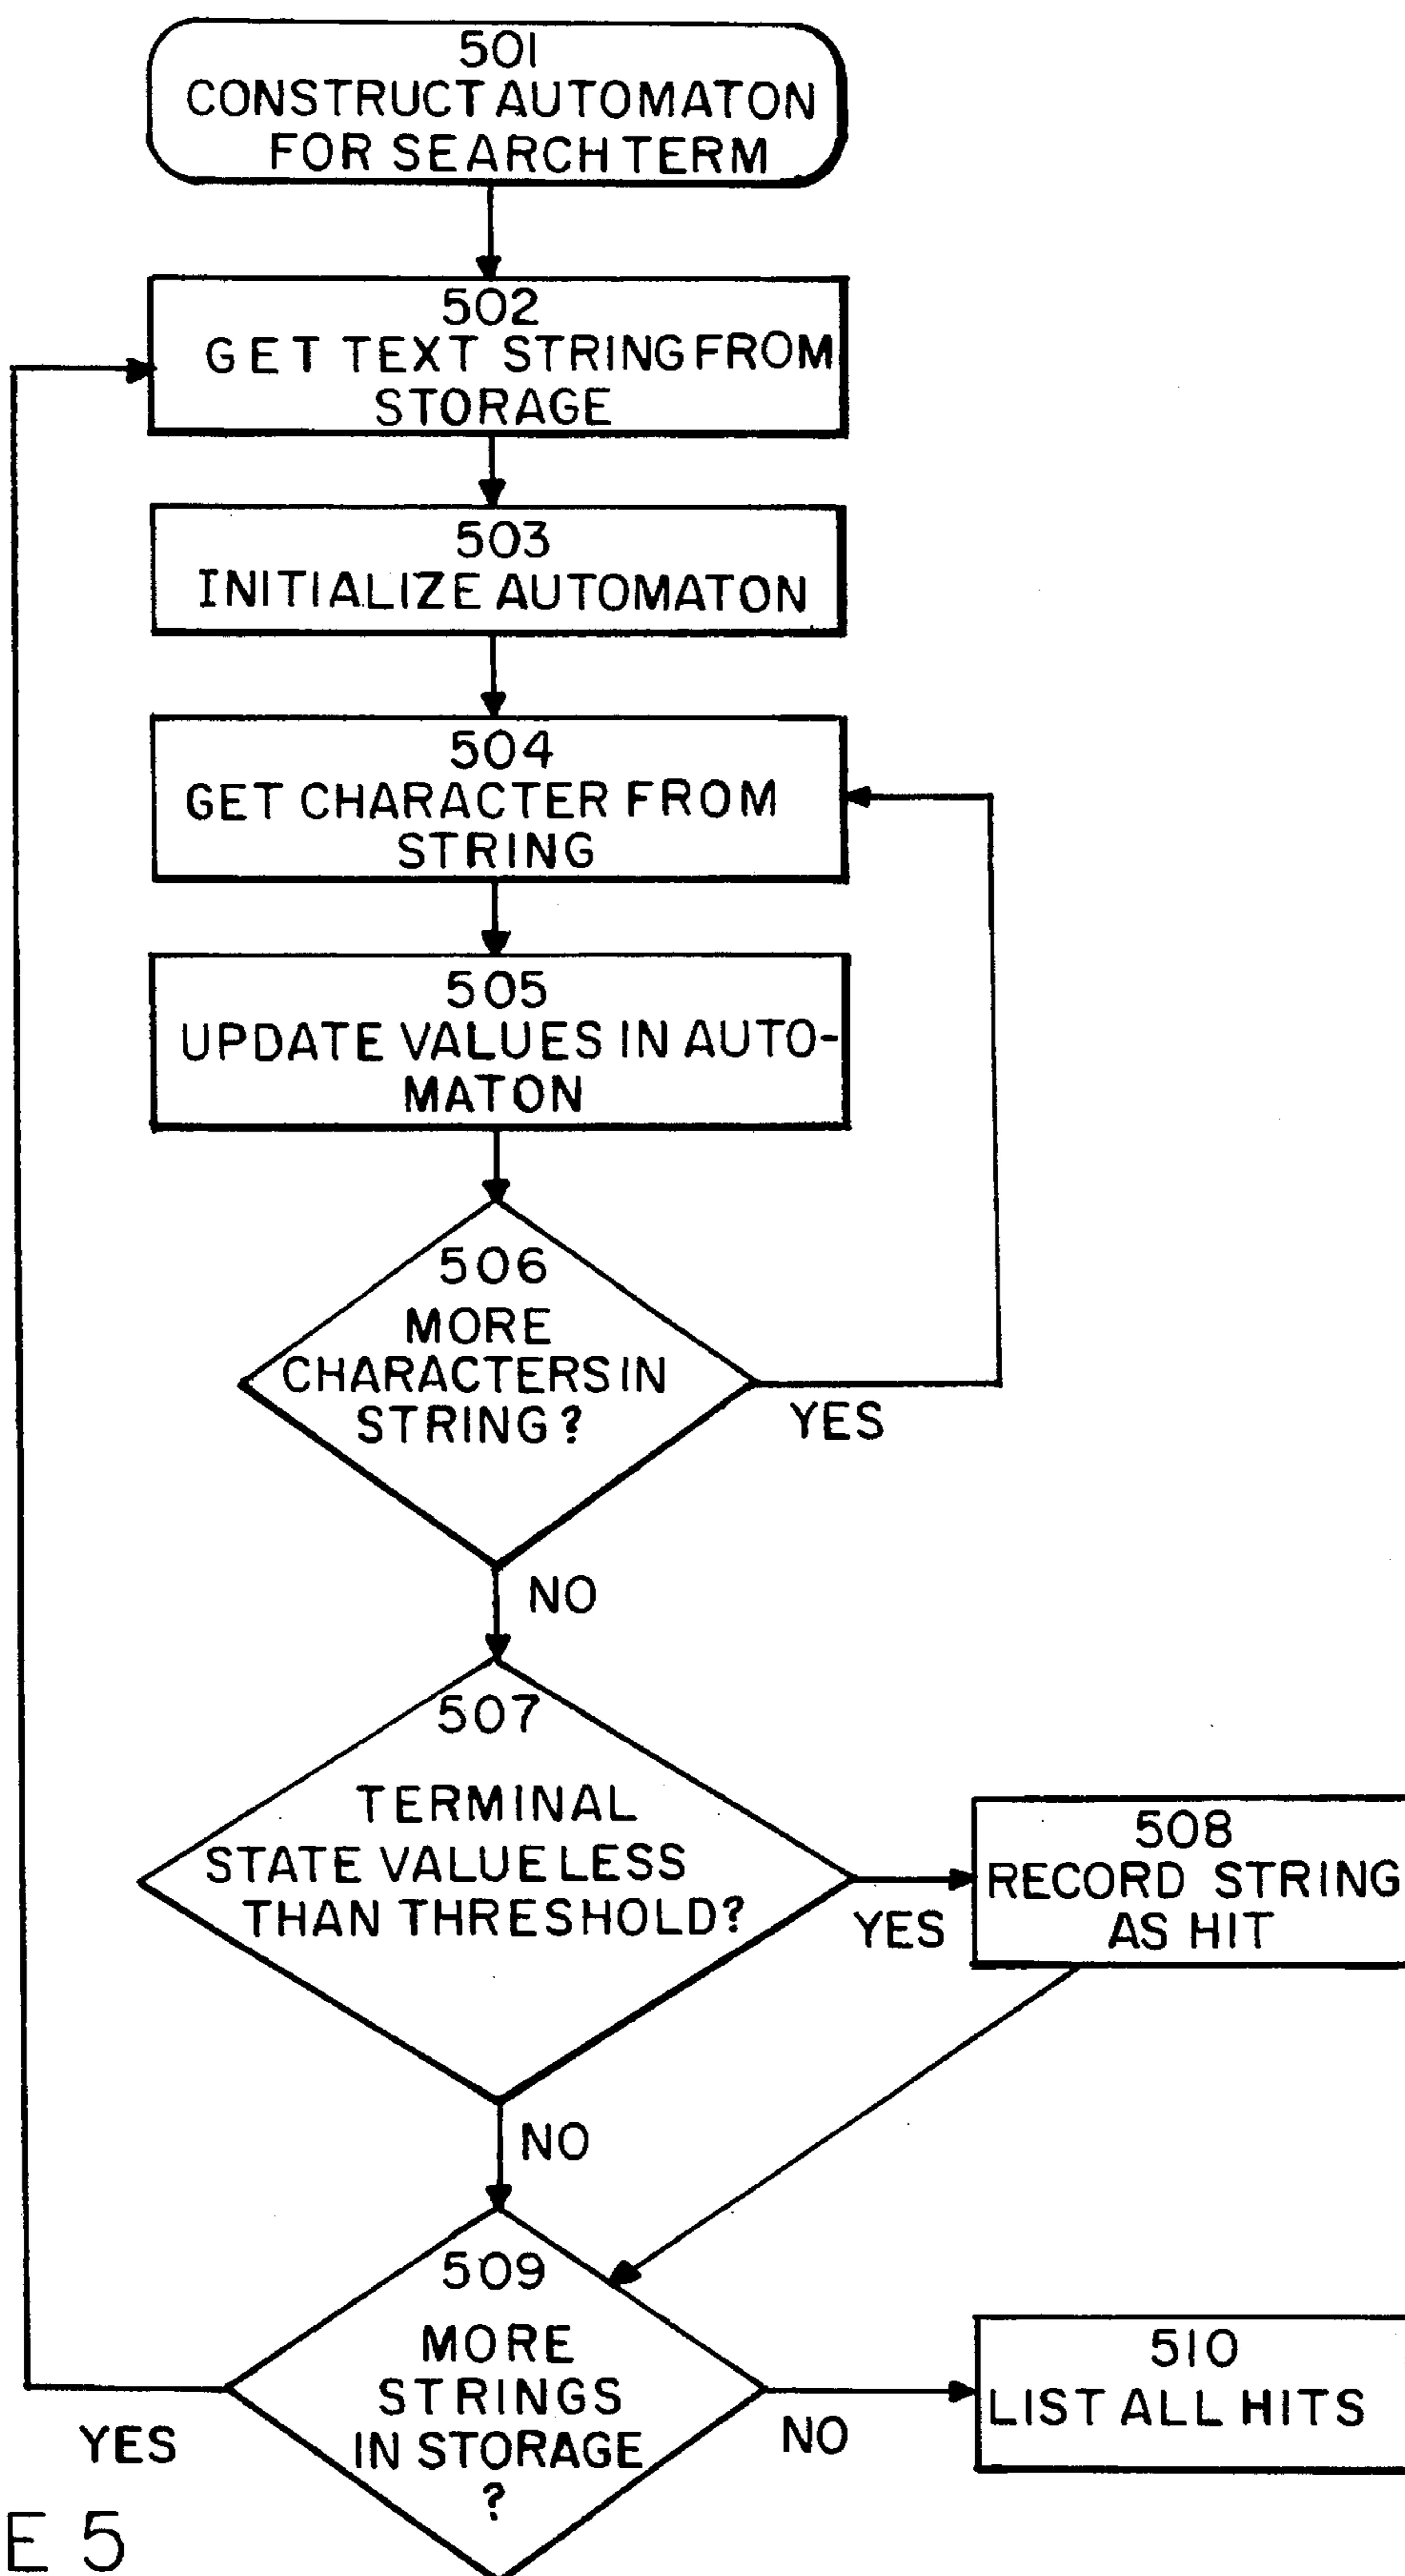 501
CONSTRUCT AUTOMATON
FOR SEARCH TERM
502
GET TEXT STRING FROM
STORAGE
503
INITIALIZE AUTOMATON
504
GET CHARACTER FROM
STRING
505
UPDATE VALUES IN AUTO-
MATON
506
MORE
CHARACTERS IN
STRING?
YES
NO
507
TERMINAL
STATE VALUE LESS
THAN THRESHOLD?
YES
508
RECORD STRING
AS HIT
NO
509
MORE
STRINGS
IN STORAGE
?
YES
NO
510
LIST ALL HITS
E 5